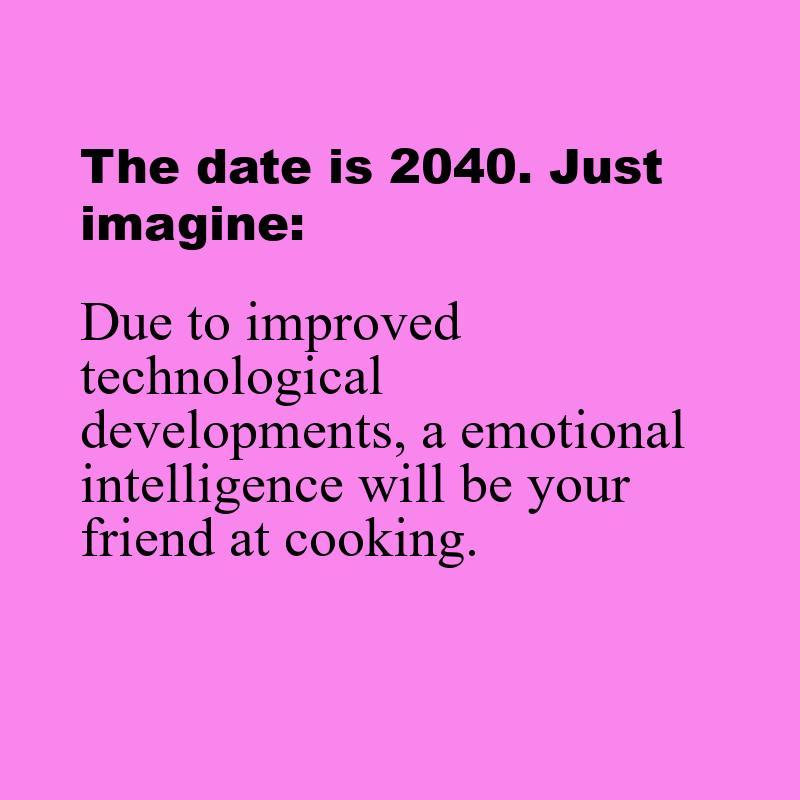 The date is 2040. Just
imagine:
Due to improved
technological
developments, a emotional
intelligence will be your
friend at cooking.